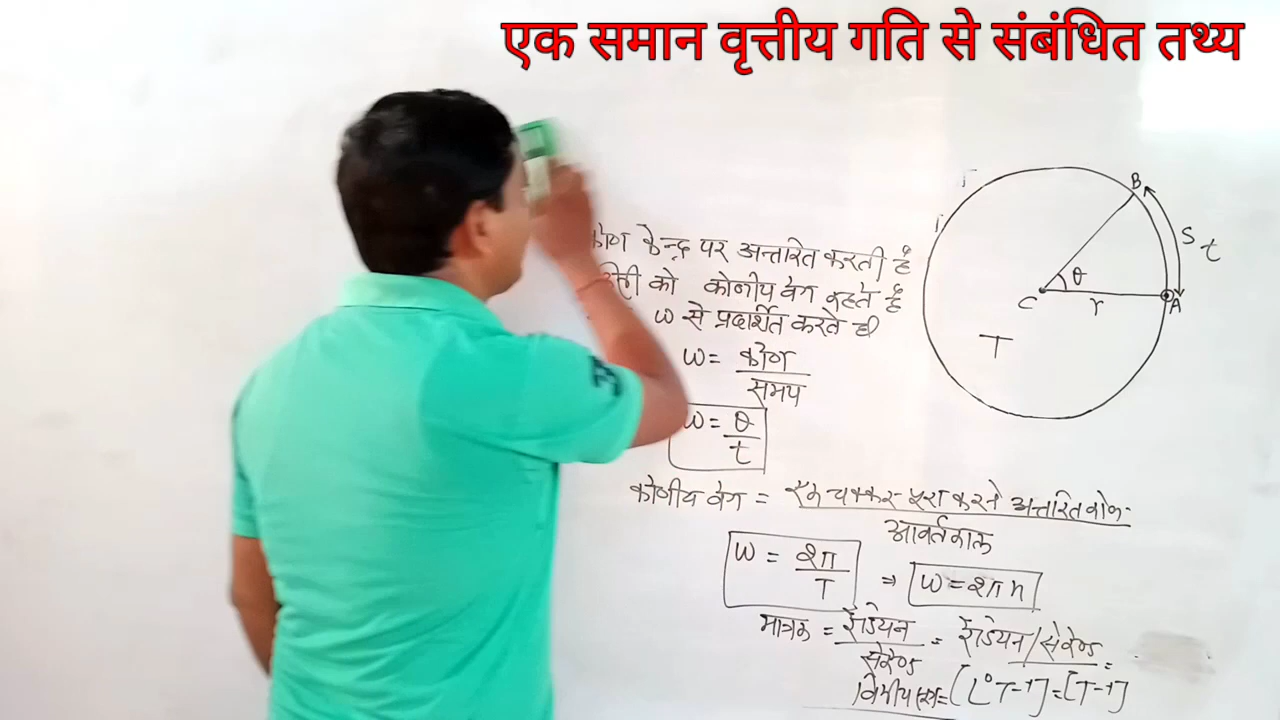 एक समान वृत्तीय गति से संबंधित तथ्य
कोण केन्द्र पर अन्तारित करती है
को कोणीय वेग कहते है
ω से प्रदर्शित करते है
ω = कोण
समय
ω = θ
t
कोणीय वेग = एक चक्कर पूरा करने अन्तरित कोण
आवर्तकाल
ω = 2π
T
⇒ ω = 2πn
मात्रक = रेडियन
सेकेण्ड
= रेडियन/सेकेण्ड =
विमीय सूत्र = [L⁰T-1] = [T-1]
B
S
t
θ
C
r
A
T